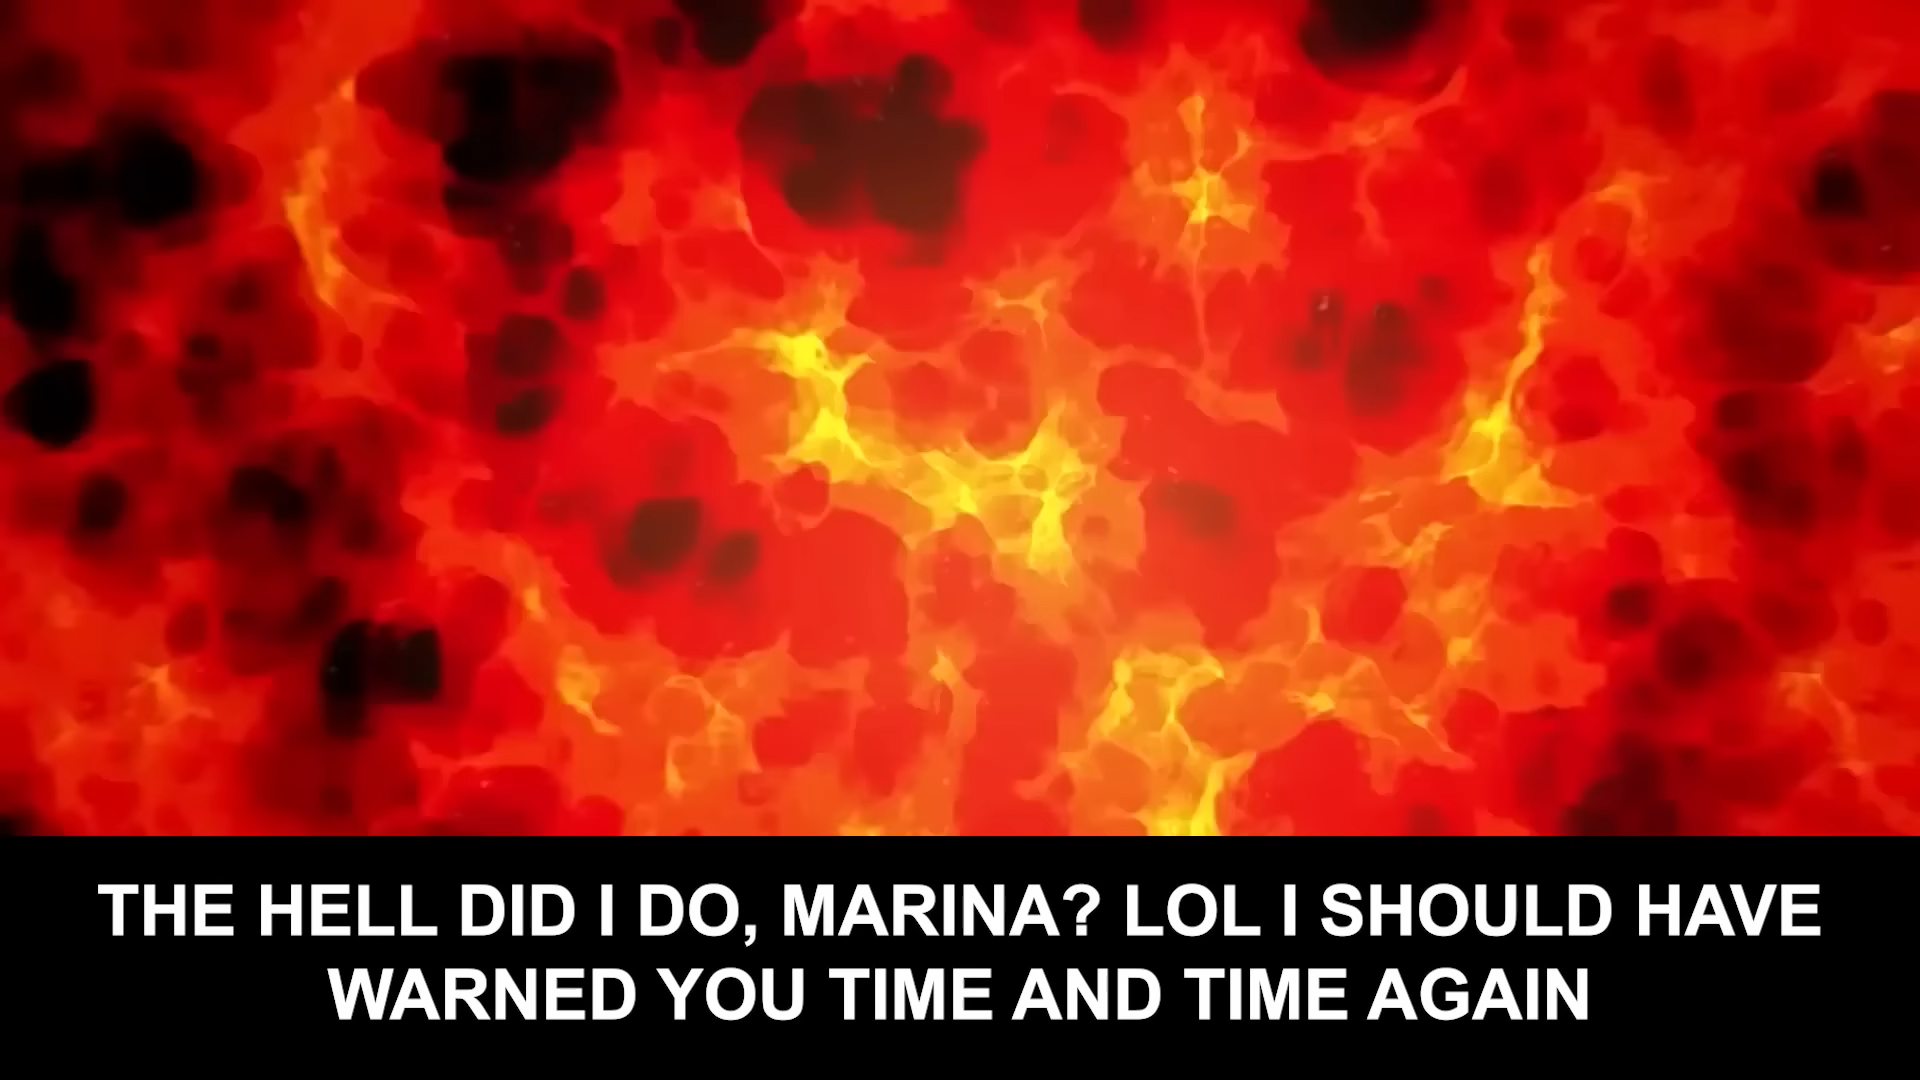 THE HELL DID I DO, MARINA? LOL I SHOULD HAVE
WARNED YOU TIME AND TIME AGAIN